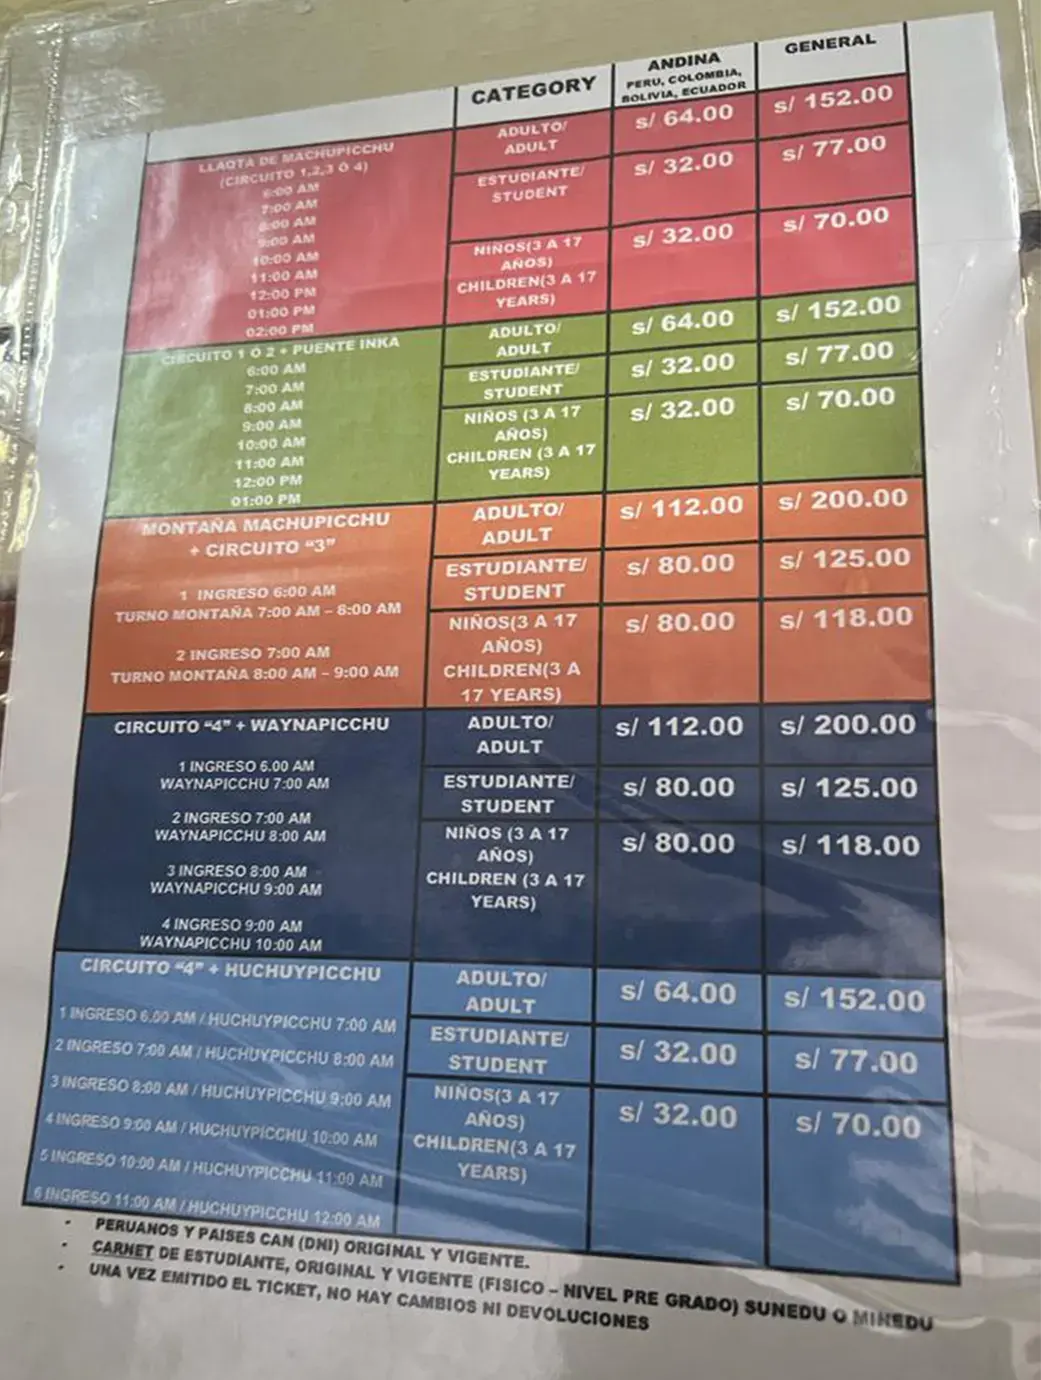 CATEGORY
ANDINA
PERU, COLOMBIA,
BOLIVIA, ECUADOR
GENERAL
LLAQTA DE MACHUPICCHU
(CIRCUITO 1,2,3 Ó 4)
6:00 AM
7:00 AM
8:00 AM
9:00 AM
10:00 AM
11:00 AM
12:00 PM
01:00 PM
02:00 PM
ADULTO/
ADULT
s/ 64.00
s/ 152.00
ESTUDIANTE/
STUDENT
s/ 32.00
s/ 77.00
NIÑOS(3 A 17
AÑOS)
CHILDREN(3 A 17
YEARS)
s/ 32.00
s/ 70.00
CIRCUITO 1 Ó 2 + PUENTE INKA
6:00 AM
7:00 AM
8:00 AM
9:00 AM
10:00 AM
11:00 AM
12:00 PM
01:00 PM
ADULTO/
ADULT
s/ 64.00
s/ 152.00
ESTUDIANTE/
STUDENT
s/ 32.00
s/ 77.00
NIÑOS (3 A 17
AÑOS)
CHILDREN (3 A 17
YEARS)
s/ 32.00
s/ 70.00
MONTAÑA MACHUPICCHU
+ CIRCUITO “3”
1 INGRESO 6:00 AM
TURNO MONTAÑA 7:00 AM – 8:00 AM
2 INGRESO 7:00 AM
TURNO MONTAÑA 8:00 AM – 9:00 AM
ADULTO/
ADULT
s/ 112.00
s/ 200.00
ESTUDIANTE/
STUDENT
s/ 80.00
s/ 125.00
NIÑOS(3 A 17
AÑOS)
CHILDREN(3 A
17 YEARS)
s/ 80.00
s/ 118.00
CIRCUITO “4” + WAYNAPICCHU
1 INGRESO 6.00 AM
WAYNAPICCHU 7:00 AM
2 INGRESO 7:00 AM
WAYNAPICCHU 8:00 AM
3 INGRESO 8:00 AM
WAYNAPICCHU 9:00 AM
4 INGRESO 9:00 AM
WAYNAPICCHU 10:00 AM
ADULTO/
ADULT
s/ 112.00
s/ 200.00
ESTUDIANTE/
STUDENT
s/ 80.00
s/ 125.00
NIÑOS (3 A 17
AÑOS)
CHILDREN (3 A 17
YEARS)
s/ 80.00
s/ 118.00
CIRCUITO “4” + HUCHUYPICCHU
1 INGRESO 6.00 AM / HUCHUYPICCHU 7:00 AM
2 INGRESO 7:00 AM / HUCHUYPICCHU 8:00 AM
3 INGRESO 8:00 AM / HUCHUYPICCHU 9:00 AM
4 INGRESO 9:00 AM / HUCHUYPICCHU 10:00 AM
5 INGRESO 10:00 AM / HUCHUYPICCHU 11:00 AM
6 INGRESO 11:00 AM / HUCHUYPICCHU 12:00 AM
ADULTO/
ADULT
s/ 64.00
s/ 152.00
ESTUDIANTE/
STUDENT
s/ 32.00
s/ 77.00
NIÑOS(3 A 17
AÑOS)
CHILDREN(3 A 17
YEARS)
s/ 32.00
s/ 70.00
- PERUANOS Y PAISES CAN (DNI) ORIGINAL Y VIGENTE.
- CARNET DE ESTUDIANTE, ORIGINAL Y VIGENTE (FISICO – NIVEL PRE GRADO) SUNEDU O MINEDU
- UNA VEZ EMITIDO EL TICKET, NO HAY CAMBIOS NI DEVOLUCIONES